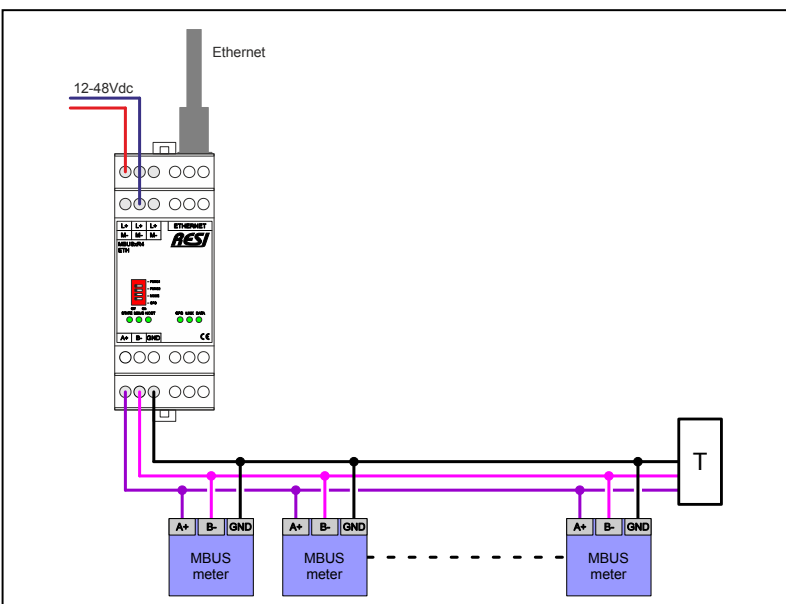 Ethernet
12-48Vdc
L+ L+ L+ ETHERNET
M- M- M-
RESI
ETH
A+ B- GND
CE
T
A+ B- GND A+ B- GND A+ B- GND
MBUS meter
MBUS meter
MBUS meter